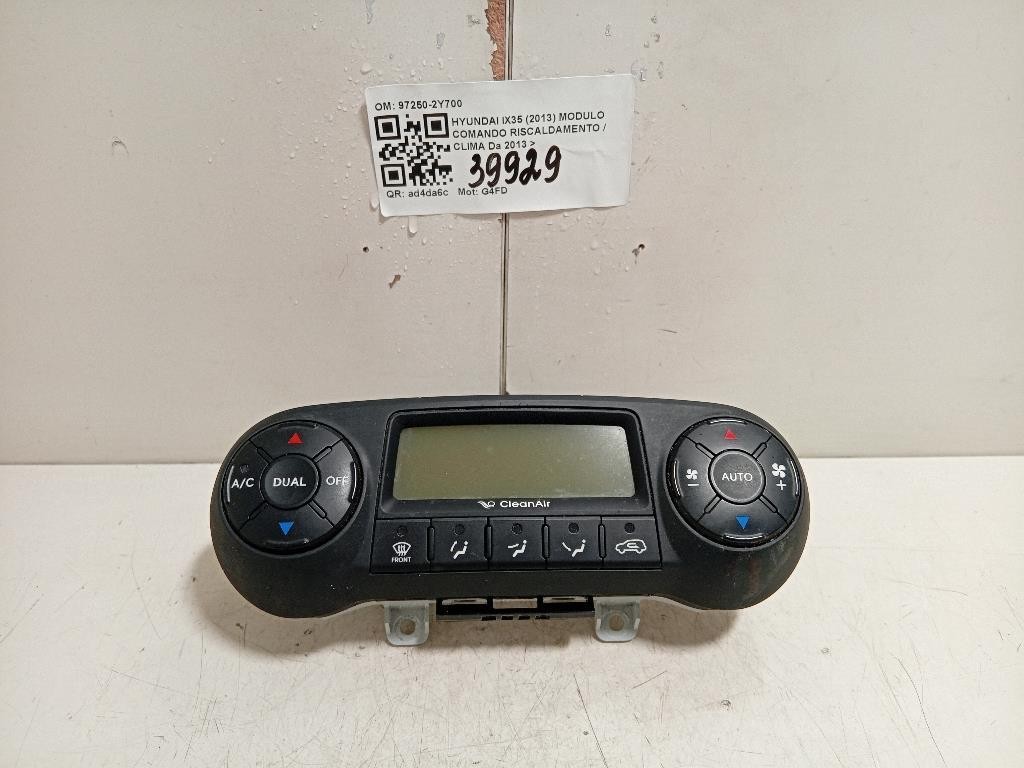 OM: 97250-2Y700
HYUNDAI IX35 (2013) MODULO
COMANDO RISCALDAMENTO /
CLIMA Da 2013 >
39929
QR: ad4da6c Mot: G4FD
A/C DUAL OFF
CleanAir
FRONT
AUTO
- +